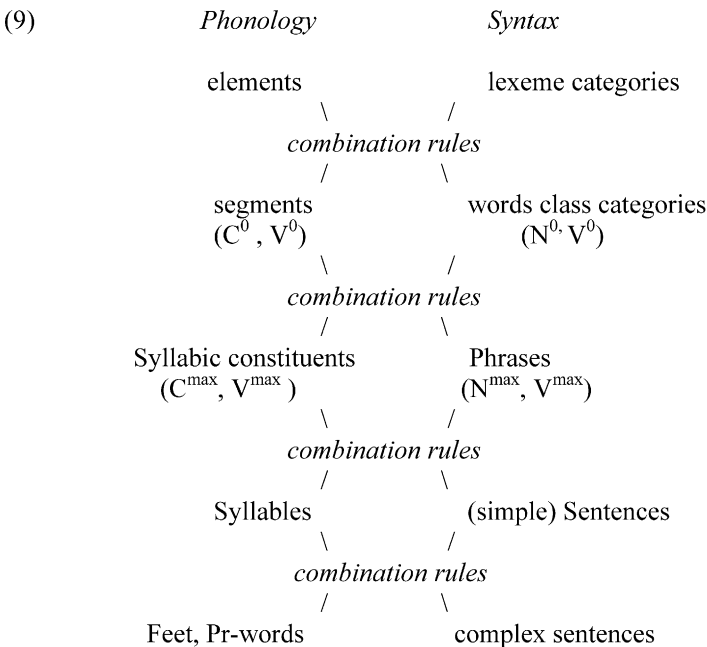 (9) Phonology Syntax
elements lexeme categories
\ /
combination rules
/ \
segments words class categories
(C⁰ , V⁰) (N⁰, V⁰)
\ /
combination rules
/ \
Syllabic constituents Phrases
(Cᵐᵃˣ, Vᵐᵃˣ ) (Nᵐᵃˣ, Vᵐᵃˣ)
\ /
combination rules
/ \
Syllables (simple) Sentences
\ /
combination rules
/ \
Feet, Pr-words complex sentences